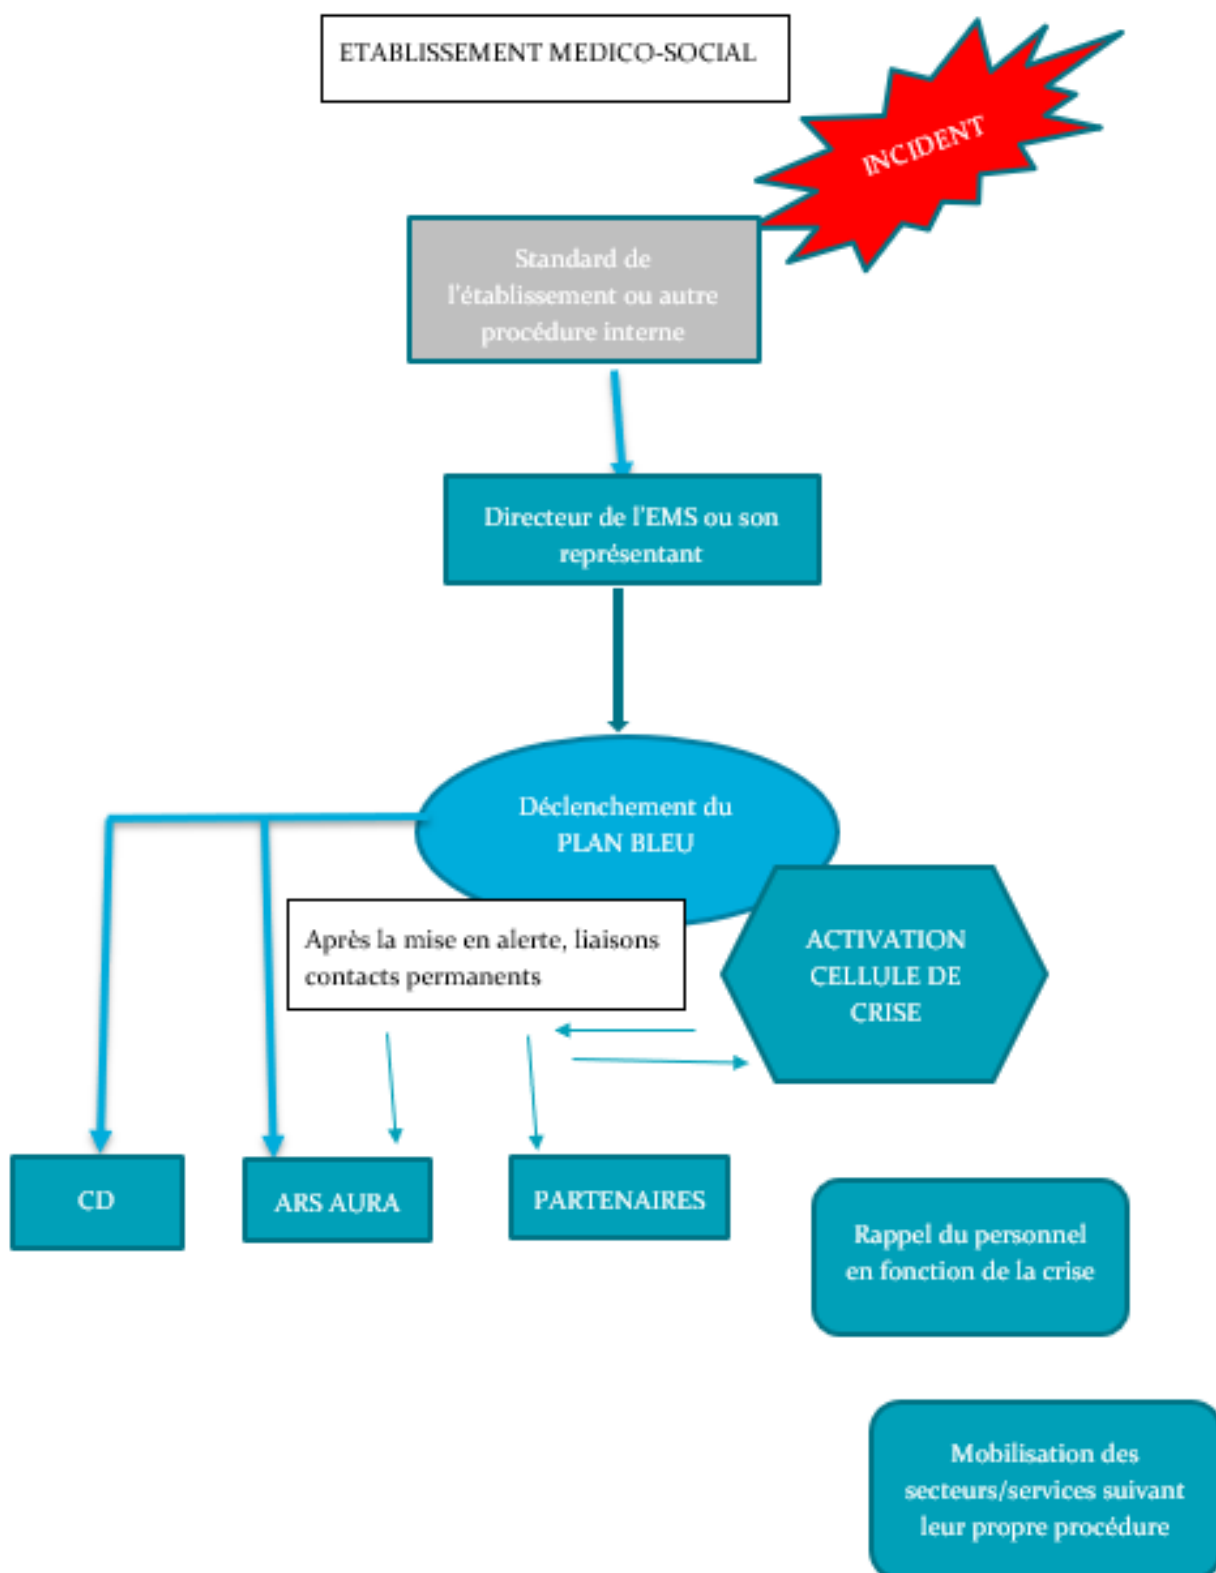 ETABLISSEMENT MEDICO-SOCIAL
INCIDENT
Standard de
l'établissement ou autre
procédure interne
Directeur de l'EMS ou son
représentant
Déclenchement du
PLAN BLEU
Après la mise en alerte, liaisons
contacts permanents
ACTIVATION
CELLULE DE
CRISE
CD
ARS AURA
PARTENAIRES
Rappel du personnel
en fonction de la crise
Mobilisation des
secteurs/services suivant
leur propre procédure